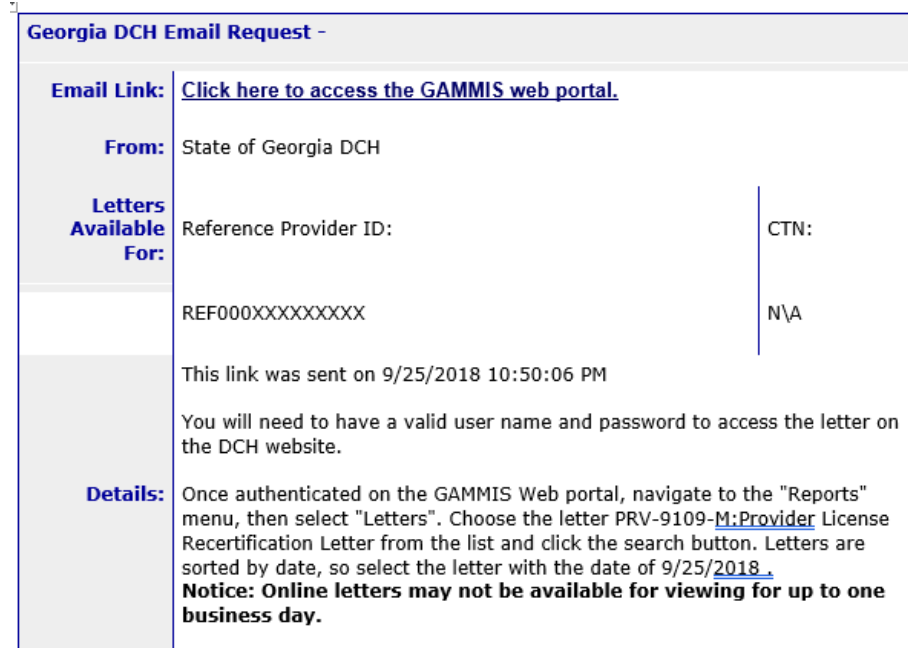 Georgia DCH Email Request -
Email Link: Click here to access the GAMMIS web portal.
From: State of Georgia DCH
Letters
Available
For:
Reference Provider ID:
CTN:
REF000XXXXXXXXX
N\A
Details:
This link was sent on 9/25/2018 10:50:06 PM
You will need to have a valid user name and password to access the letter on
the DCH website.
Once authenticated on the GAMMIS Web portal, navigate to the "Reports"
menu, then select "Letters". Choose the letter PRV-9109-M:Provider License
Recertification Letter from the list and click the search button. Letters are
sorted by date, so select the letter with the date of 9/25/2018 .
Notice: Online letters may not be available for viewing for up to one
business day.